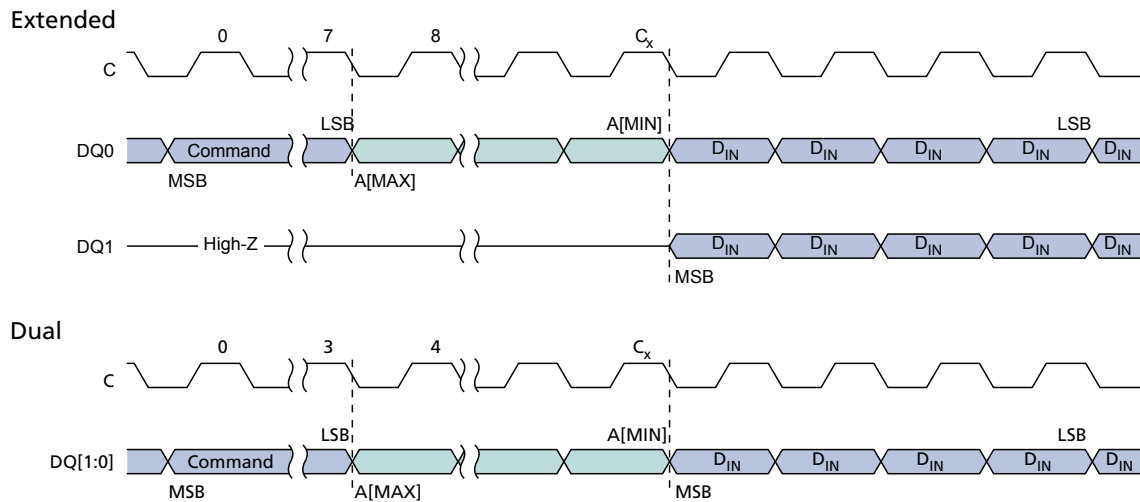 Extended
0 7 8 Cx
C
LSB A[MIN] LSB
DQ0 Command DIN DIN DIN DIN DIN
MSB A[MAX]
DQ1 High-Z DIN DIN DIN DIN DIN
MSB
Dual
0 3 4 Cx
C
LSB A[MIN] LSB
DQ[1:0] Command DIN DIN DIN DIN DIN
MSB A[MAX] MSB